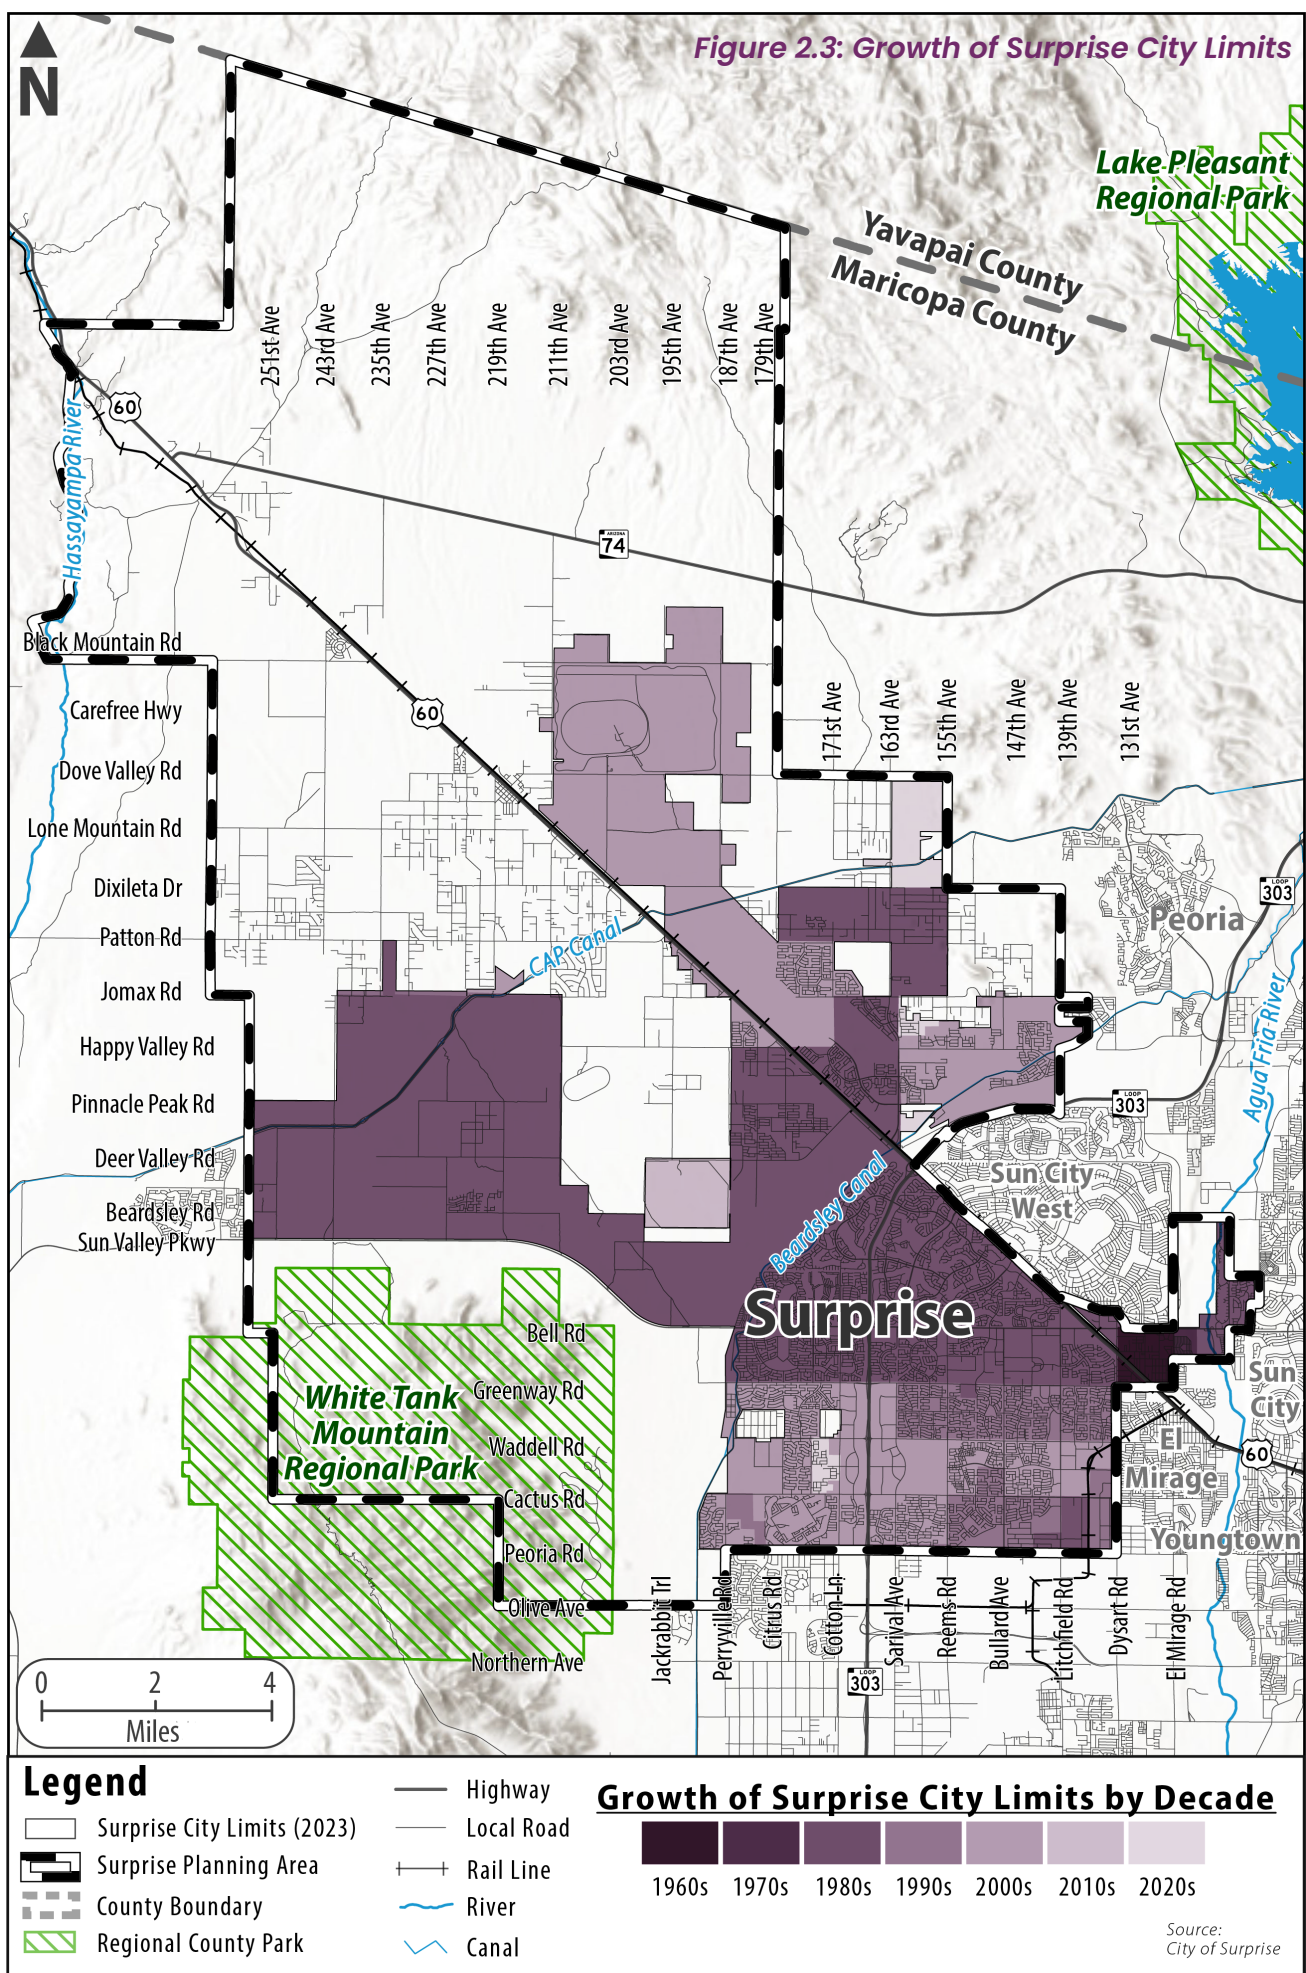 Figure 2.3: Growth of Surprise City Limits
N
Lake Pleasant
Regional Park
Yavapai County
Maricopa County
251st Ave
243rd Ave
235th Ave
227th Ave
219th Ave
211th Ave
203rd Ave
195th Ave
187th Ave
179th Ave
60
Hassayampa River
ARIZONA
74
Black Mountain Rd
Carefree Hwy
Dove Valley Rd
Lone Mountain Rd
Dixileta Dr
Patton Rd
Jomax Rd
Happy Valley Rd
Pinnacle Peak Rd
Deer Valley Rd
Beardsley Rd
Sun Valley Pkwy
60
171st Ave
163rd Ave
155th Ave
147th Ave
139th Ave
131st Ave
LOOP
303
Peoria
CAP Canal
Agua Fria River
LOOP
303
Sun City
West
Beardsley Canal
Surprise
Bell Rd
Greenway Rd
Waddell Rd
Cactus Rd
Peoria Rd
Olive Ave
Northern Ave
White Tank
Mountain
Regional Park
Sun
City
El
Mirage
60
Youngtown
Jackrabbit Trl
Perryville Rd
Citrus Rd
Cotton Ln.
Sarival Ave
Reems Rd
Bullard Ave
Litchfield Rd
Dysart Rd
El Mirage Rd
LOOP
303
0 2 4
Miles
Legend
Surprise City Limits (2023)
Surprise Planning Area
County Boundary
Regional County Park
Highway
Local Road
Rail Line
River
Canal
Growth of Surprise City Limits by Decade
1960s 1970s 1980s 1990s 2000s 2010s 2020s
Source:
City of Surprise